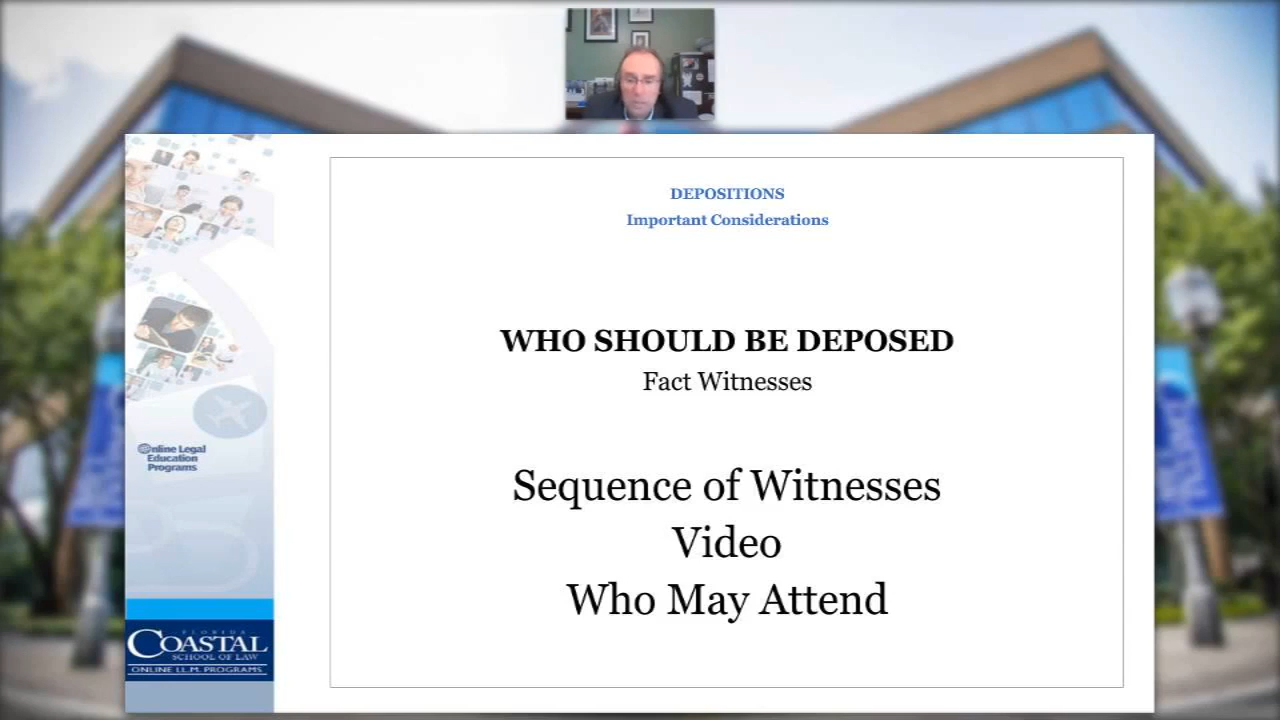 DEPOSITIONS
Important Considerations
WHO SHOULD BE DEPOSED
Fact Witnesses
Sequence of Witnesses
Video
Who May Attend
Online Legal
Education
Programs
FLORIDA
COASTAL
SCHOOL OF LAW
ONLINE LL.M. PROGRAMS